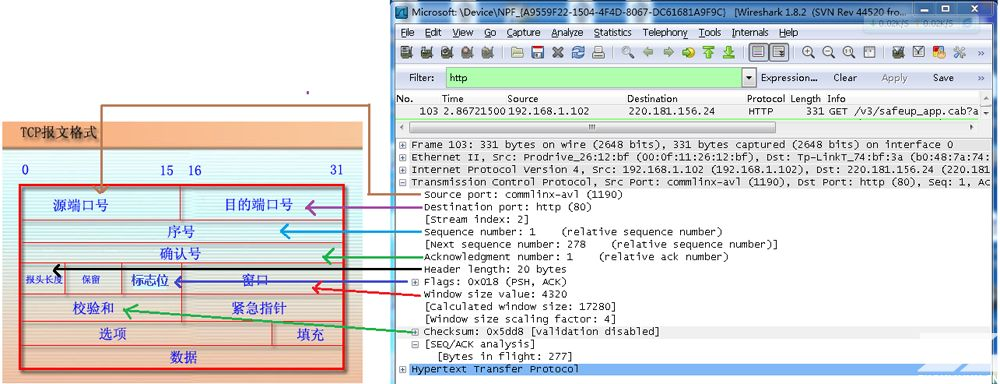 TCP报文格式
0 15 16 31
源端口号 目的端口号
序号
确认号
报头长度 保留 标志位 窗口
校验和 紧急指针
选项 填充
数据
Microsoft: \Device\NPF_{A9559F22-1504-4F4D-8067-DC61681A9F9C} [Wireshark 1.8.2 (SVN Rev 44520 fro...
File Edit View Go Capture Analyze Statistics Telephony Tools Internals Help
Filter: http Expression... Clear Apply Save
No. Time Source Destination Protocol Length Info
103 2.86721500 192.168.1.102 220.181.156.24 HTTP 331 GET /v3/safeup_app.cab?a
Frame 103: 331 bytes on wire (2648 bits), 331 bytes captured (2648 bits) on interface 0
Ethernet II, Src: Prodrive_26:12:bf (00:0f:11:26:12:bf), Dst: Tp-LinkT_74:bf:3a (b0:48:7a:74:
Internet Protocol Version 4, Src: 192.168.1.102 (192.168.1.102), Dst: 220.181.156.24 (220.181
Transmission Control Protocol, Src Port: commlinx-avl (1190), Dst Port: http (80), Seq: 1, Ac
Source port: commlinx-avl (1190)
Destination port: http (80)
[Stream index: 2]
Sequence number: 1 (relative sequence number)
[Next sequence number: 278 (relative sequence number)]
Acknowledgment number: 1 (relative ack number)
Header length: 20 bytes
Flags: 0x018 (PSH, ACK)
Window size value: 4320
[Calculated window size: 17280]
[Window size scaling factor: 4]
Checksum: 0x5dd8 [validation disabled]
[SEQ/ACK analysis]
[Bytes in flight: 277]
Hypertext Transfer Protocol